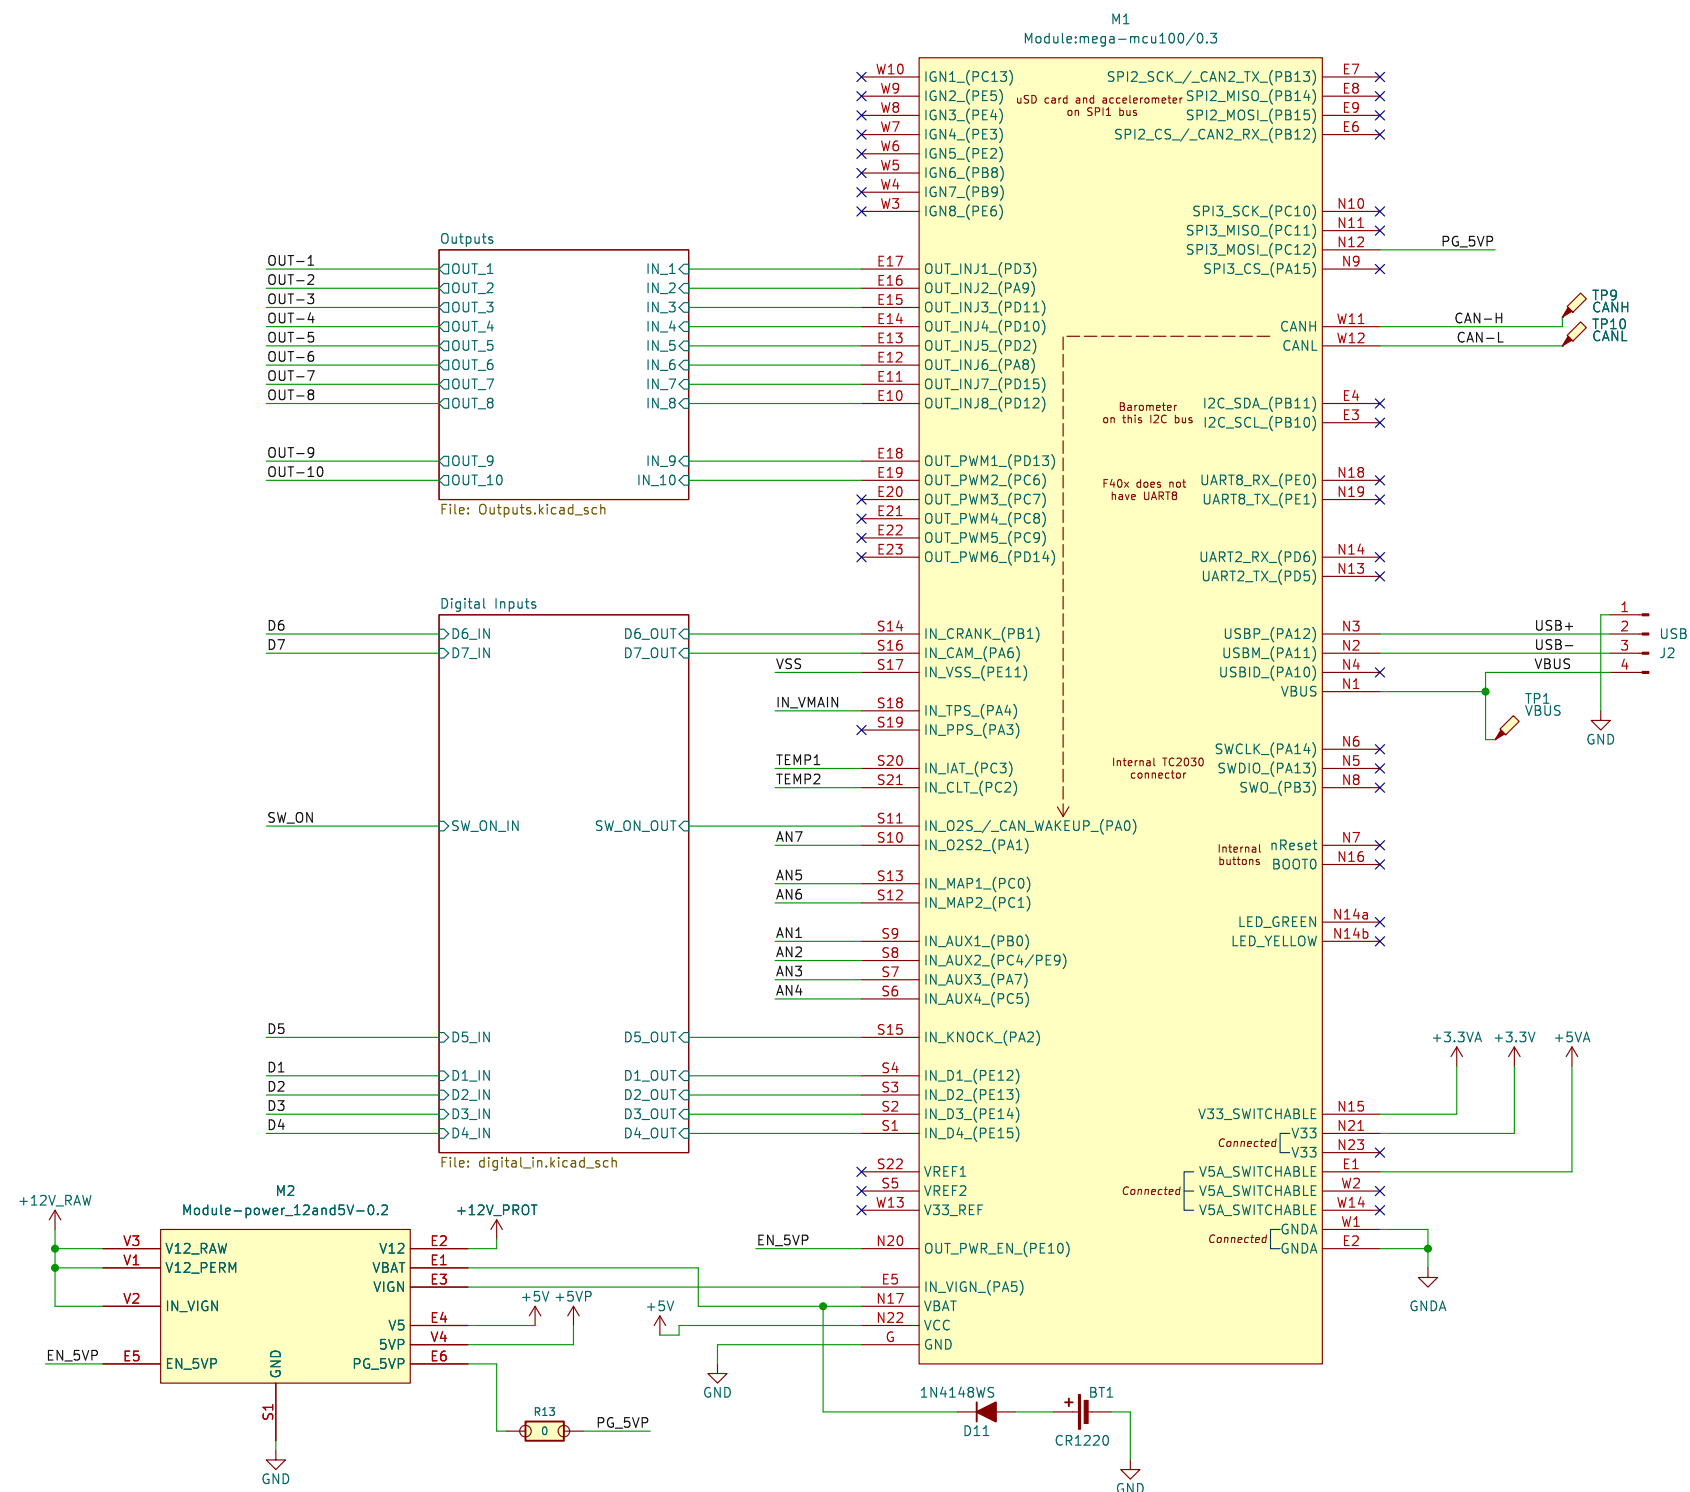 M1
Module:mega-mcu100/0.3
W10 IGN1_(PC13)
W9 IGN2_(PE5)
W8 IGN3_(PE4)
W7 IGN4_(PE3)
W6 IGN5_(PE2)
W5 IGN6_(PB8)
W4 IGN7_(PB9)
W3 IGN8_(PE6)
uSD card and accelerometer
on SPI1 bus
SPI2_SCK_/_CAN2_TX_(PB13) E7
SPI2_MISO_(PB14) E8
SPI2_MOSI_(PB15) E9
SPI2_CS_/_CAN2_RX_(PB12) E6
SPI3_SCK_(PC10) N10
SPI3_MISO_(PC11) N11
SPI3_MOSI_(PC12) N12 PG_5VP
SPI3_CS_(PA15) N9
Outputs
OUT-1 OUT_1 IN_1 E17 OUT_INJ1_(PD3)
OUT-2 OUT_2 IN_2 E16 OUT_INJ2_(PA9)
OUT-3 OUT_3 IN_3 E15 OUT_INJ3_(PD11)
OUT-4 OUT_4 IN_4 E14 OUT_INJ4_(PD10)
OUT-5 OUT_5 IN_5 E13 OUT_INJ5_(PD2)
OUT-6 OUT_6 IN_6 E12 OUT_INJ6_(PA8)
OUT-7 OUT_7 IN_7 E11 OUT_INJ7_(PD15)
OUT-8 OUT_8 IN_8 E10 OUT_INJ8_(PD12)
OUT-9 OUT_9 IN_9 E18 OUT_PWM1_(PD13)
OUT-10 OUT_10 IN_10 E19 OUT_PWM2_(PC6)
E20 OUT_PWM3_(PC7)
E21 OUT_PWM4_(PC8)
E22 OUT_PWM5_(PC9)
E23 OUT_PWM6_(PD14)
File: Outputs.kicad_sch
CANH W11 CAN-H
TP9
CANH
CANL W12 CAN-L
TP10
CANL
Barometer
on this I2C bus
I2C_SDA_(PB11) E4
I2C_SCL_(PB10) E3
F40x does not
have UART8
UART8_RX_(PE0) N18
UART8_TX_(PE1) N19
UART2_RX_(PD6) N14
UART2_TX_(PD5) N13
Digital Inputs
D6 D6_IN D6_OUT S14 IN_CRANK_(PB1)
D7 D7_IN D7_OUT S16 IN_CAM_(PA6)
VSS S17 IN_VSS_(PE11)
IN_VMAIN S18 IN_TPS_(PA4)
S19 IN_PPS_(PA3)
TEMP1 S20 IN_IAT_(PC3)
TEMP2 S21 IN_CLT_(PC2)
SW_ON SW_ON_IN SW_ON_OUT S11 IN_O2S_/_CAN_WAKEUP_(PA0)
AN7 S10 IN_O2S2_(PA1)
AN5 S13 IN_MAP1_(PC0)
AN6 S12 IN_MAP2_(PC1)
AN1 S9 IN_AUX1_(PB0)
AN2 S8 IN_AUX2_(PC4/PE9)
AN3 S7 IN_AUX3_(PA7)
AN4 S6 IN_AUX4_(PC5)
D5 D5_IN D5_OUT S15 IN_KNOCK_(PA2)
D1 D1_IN D1_OUT S4 IN_D1_(PE12)
D2 D2_IN D2_OUT S3 IN_D2_(PE13)
D3 D3_IN D3_OUT S2 IN_D3_(PE14)
D4 D4_IN D4_OUT S1 IN_D4_(PE15)
File: digital_in.kicad_sch
1
USBP_(PA12) N3 USB+ 2 USB
USBM_(PA11) N2 USB- 3 J2
USBID_(PA10) N4 VBUS 4
VBUS N1
TP1
VBUS
GND
Internal TC2030
connector
SWCLK_(PA14) N6
SWDIO_(PA13) N5
SWO_(PB3) N8
Internal
buttons
nReset N7
BOOT0 N16
LED_GREEN N14a
LED_YELLOW N14b
+3.3VA +3.3V +5VA
V33_SWITCHABLE N15
Connected
V33 N21
V33 N23
Connected
V5A_SWITCHABLE E1
V5A_SWITCHABLE W2
V5A_SWITCHABLE W14
Connected
GNDA W1
GNDA E2
GNDA
S22 VREF1
S5 VREF2
W13 V33_REF
EN_5VP N20 OUT_PWR_EN_(PE10)
E5 IN_VIGN_(PA5)
N17 VBAT
+5V N22 VCC
G GND
GND
+12V_RAW
M2
Module-power_12and5V-0.2
+12V_PROT
V3 V12_RAW V12 E2
V1 V12_PERM VBAT E1
VIGN E3
V2 IN_VIGN
+5V +5VP
V5 E4
5VP V4
EN_5VP E5 EN_5VP PG_5VP E6
GND
S1
GND
R13
0
PG_5VP
1N4148WS
D11
BT1
+
CR1220
GND